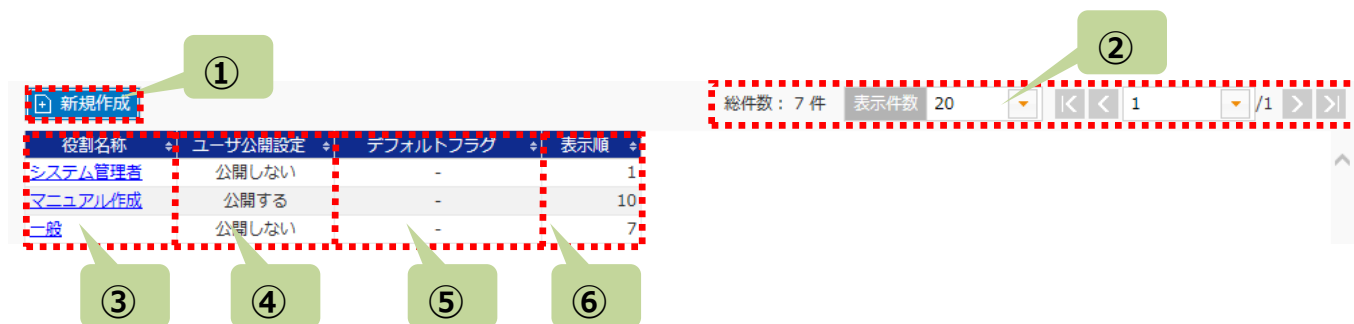 ①
②
新規作成
総件数： 7 件 表示件数 20 1 /1
役割名称 ユーザ公開設定 デフォルトフラグ 表示順
システム管理者 公開しない - 1
マニュアル作成 公開する - 10
一般 公開しない - 7
③ ④ ⑤ ⑥